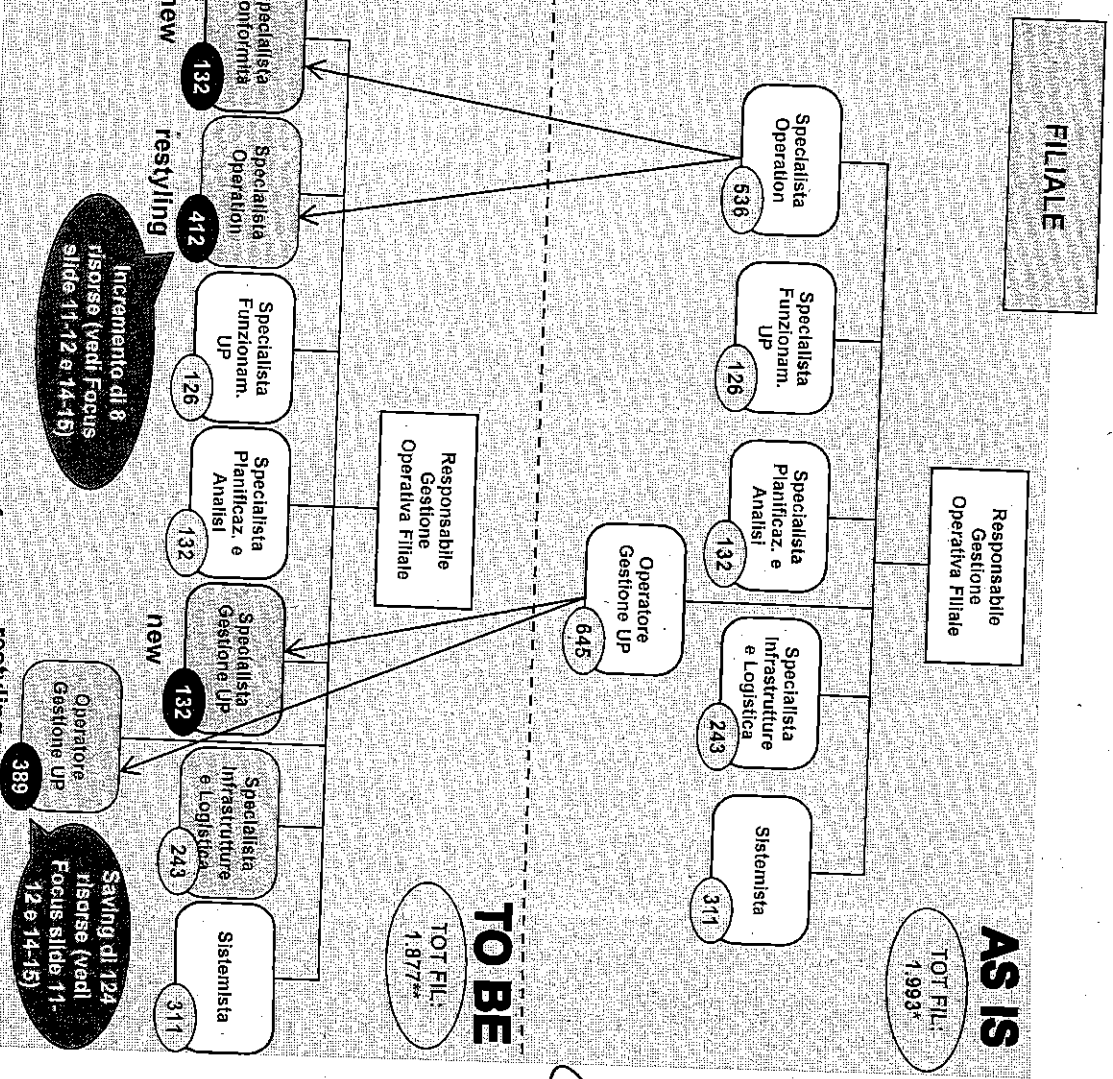 FILIALE
AS IS
TOT FIL:
1.993*
Responsabile
Gestione
Operativa Filiale
Specialista
Operation
536
Specialista
Funzionam.
UP
126
Specialista
Pianificaz. e
Analisi
132
Specialista
Infrastrutture
e Logistica
243
Sistemista
311
Operatore
Gestione UP
645
TO BE
TOT FIL:
1.877**
Responsabile
Gestione
Operativa Filiale
pecialista
onformità
132
new
Specialista
Operation
412
restyling
Specialista
Funzionam.
UP
126
Specialista
Pianificaz. e
Analisi
132
Specialista
Gestione UP
132
new
Specialista
Infrastrutture
e Logistica
243
Sistemista
311
Operatore
Gestione UP
389
Incremento di 8
risorse (vedi Focus
slide 11-12 e 14-15)
Saving di 124
risorse (vedi
Focus slide 11-
12 e 14-15)